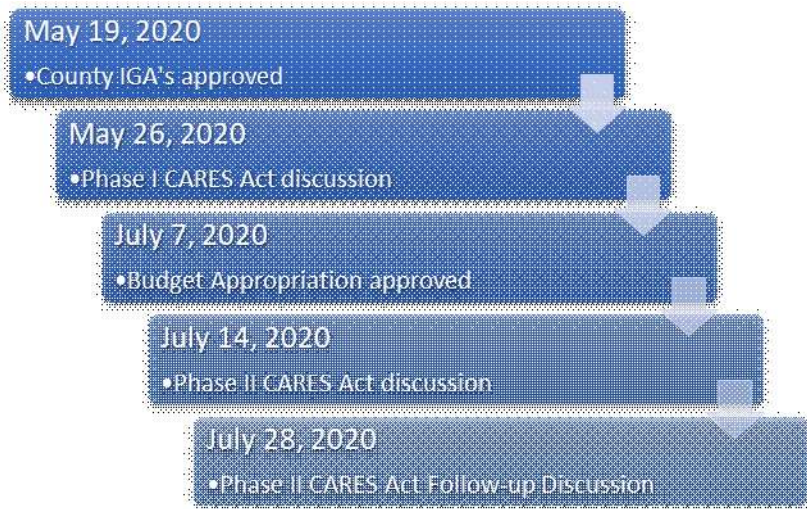 May 19, 2020
•County IGA's approved
May 26, 2020
•Phase I CARES Act discussion
July 7, 2020
•Budget Appropriation approved
July 14, 2020
•Phase II CARES Act discussion
July 28, 2020
•Phase II CARES Act Follow-up Discussion